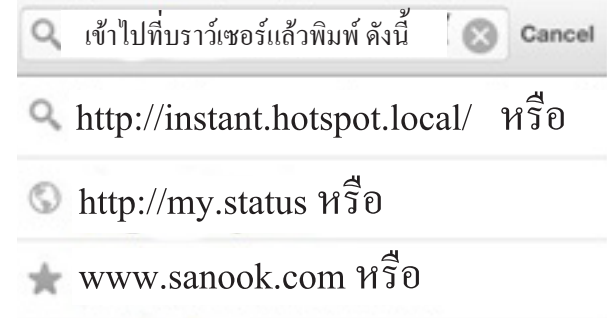 เข้าไปที่บราว์เซอร์แล้วพิมพ์ ดังนี้ Cancel
http://instant.hotspot.local/ หรือ
http://my.status หรือ
www.sanook.com หรือ